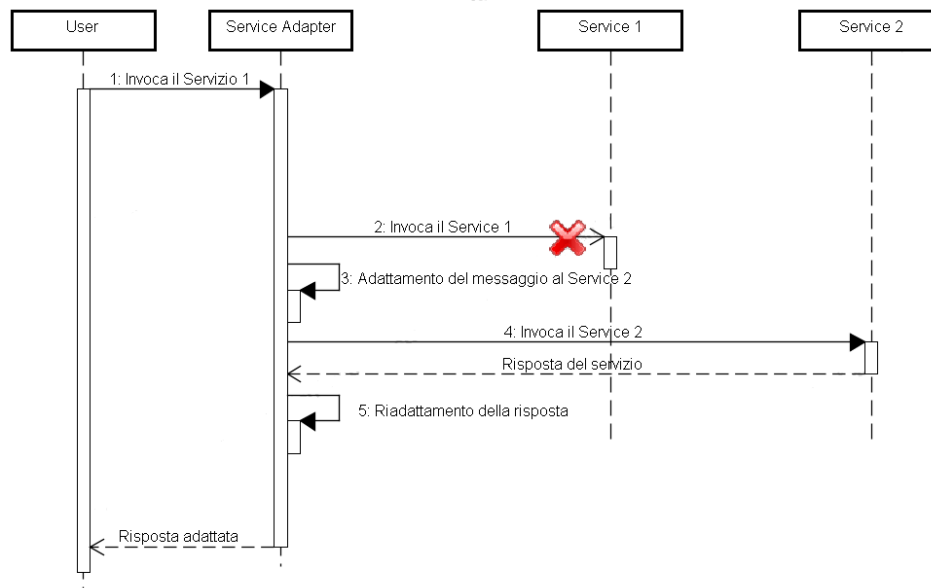 User
Service Adapter
Service 1
Service 2
1: Invoca il Servizio 1
2: Invoca il Service 1
3: Adattamento del messaggio al Service 2
4: Invoca il Service 2
Risposta del servizio
5: Riadattamento della risposta
Risposta adattata